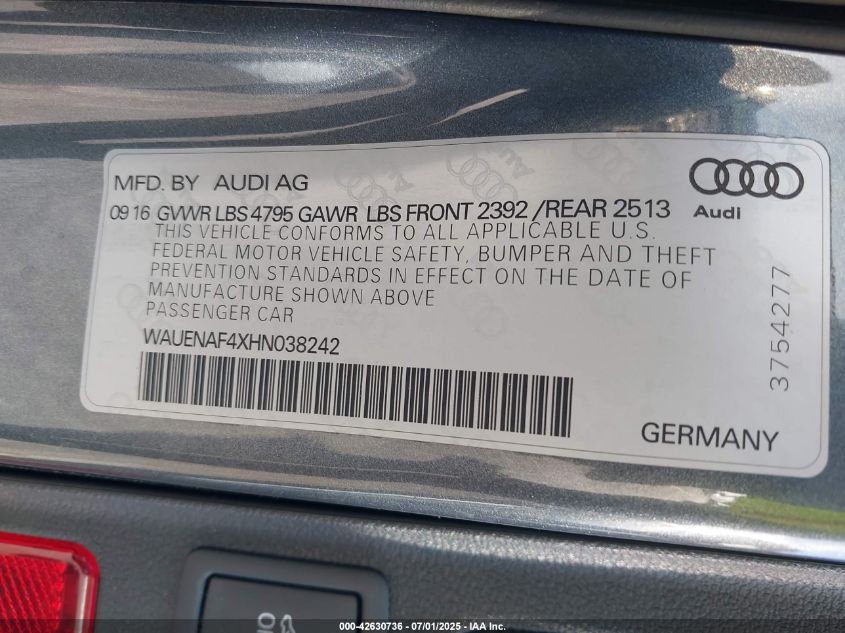 MFD. BY AUDI AG
Audi
09 16 GVWR LBS 4795 GAWR LBS FRONT 2392 /REAR 2513
THIS VEHICLE CONFORMS TO ALL APPLICABLE U.S.
FEDERAL MOTOR VEHICLE SAFETY, BUMPER AND THEFT
PREVENTION STANDARDS IN EFFECT ON THE DATE OF
MANUFACTURE SHOWN ABOVE
PASSENGER CAR
WAUENAF4XHN038242
3754277
GERMANY
000-42630736 - 07/01/2025 - IAA Inc.